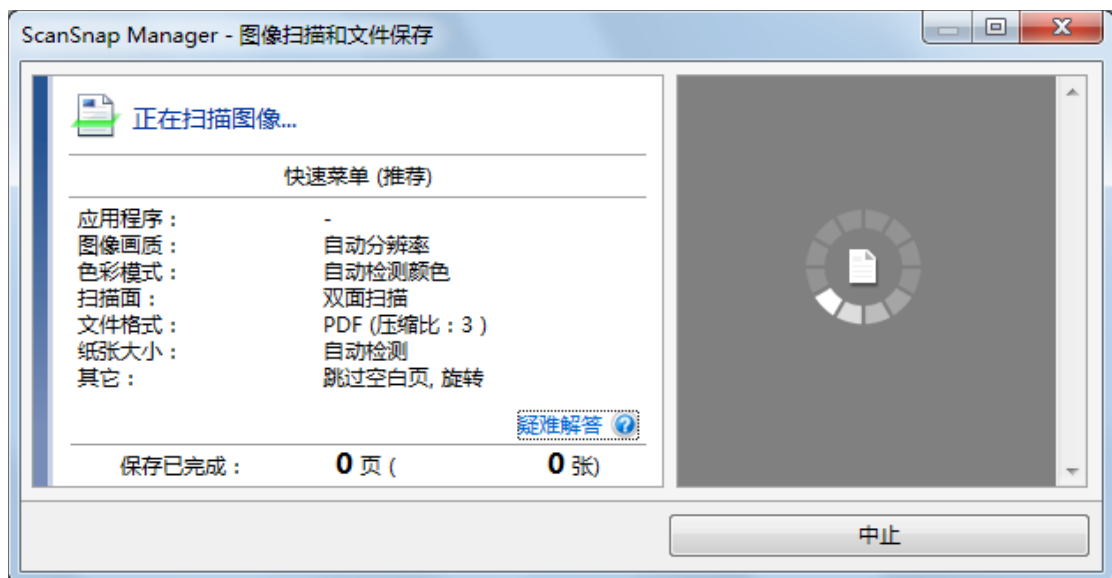 ScanSnap Manager - 图像扫描和文件保存
正在扫描图像...
快速菜单 (推荐)
应用程序： -
图像画质： 自动分辨率
色彩模式： 自动检测颜色
扫描面： 双面扫描
文件格式： PDF (压缩比：3 )
纸张大小： 自动检测
其它： 跳过空白页, 旋转
疑难解答
保存已完成： 0 页 ( 0 张)
中止